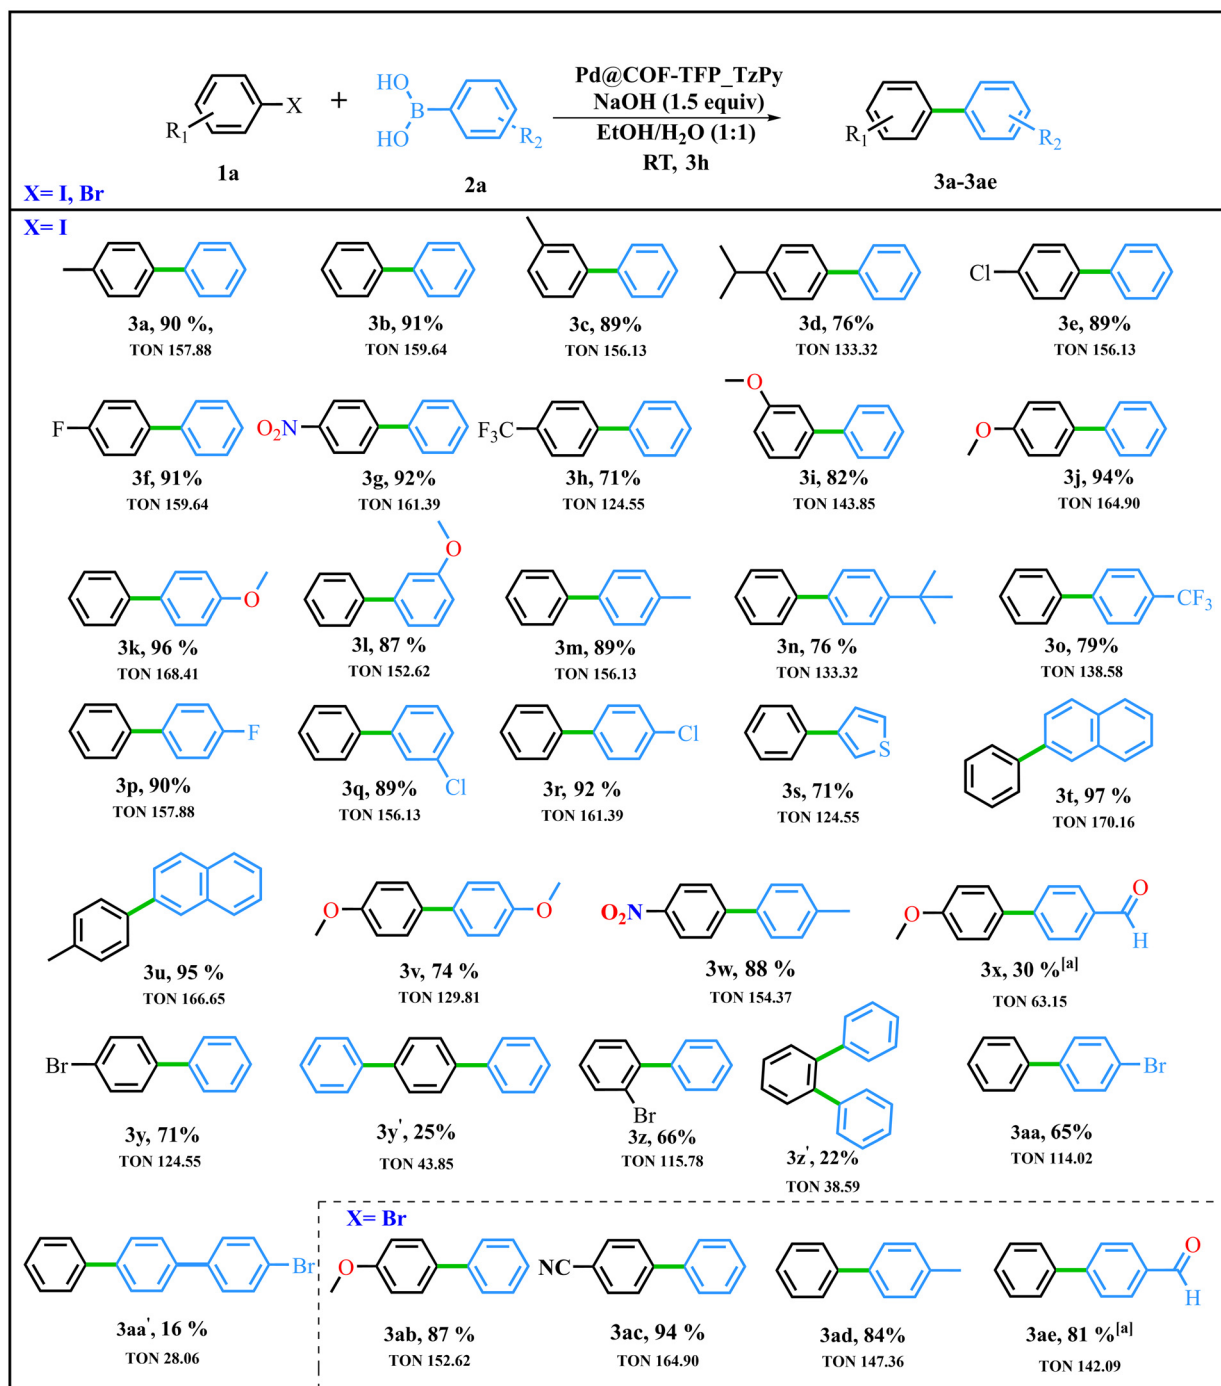 R1
X
+
HO
HO
B
R2
Pd@COF-TFP_TzPy
NaOH (1.5 equiv)
EtOH/H2O (1:1)
RT, 3h
R1
R2
1a
2a
3a-3ae
X= I, Br
X= I
Cl
3a, 90 %,
TON 157.88
3b, 91%
TON 159.64
3c, 89%
TON 156.13
3d, 76%
TON 133.32
3e, 89%
TON 156.13
F
O2N
F3C
O
O
3f, 91%
TON 159.64
3g, 92%
TON 161.39
3h, 71%
TON 124.55
3i, 82%
TON 143.85
3j, 94%
TON 164.90
O
O
CF3
3k, 96 %
TON 168.41
3l, 87 %
TON 152.62
3m, 89%
TON 156.13
3n, 76 %
TON 133.32
3o, 79%
TON 138.58
F
Cl
Cl
S
3p, 90%
TON 157.88
3q, 89%
TON 156.13
3r, 92 %
TON 161.39
3s, 71%
TON 124.55
3t, 97 %
TON 170.16
O
O
O2N
O
O
H
3u, 95 %
TON 166.65
3v, 74 %
TON 129.81
3w, 88 %
TON 154.37
3x, 30 %[a]
TON 63.15
Br
Br
Br
3y, 71%
TON 124.55
3y', 25%
TON 43.85
3z, 66%
TON 115.78
3z', 22%
TON 38.59
3aa, 65%
TON 114.02
X= Br
Br
O
NC
O
H
3aa', 16 %
TON 28.06
3ab, 87 %
TON 152.62
3ac, 94 %
TON 164.90
3ad, 84%
TON 147.36
3ae, 81 %[a]
TON 142.09